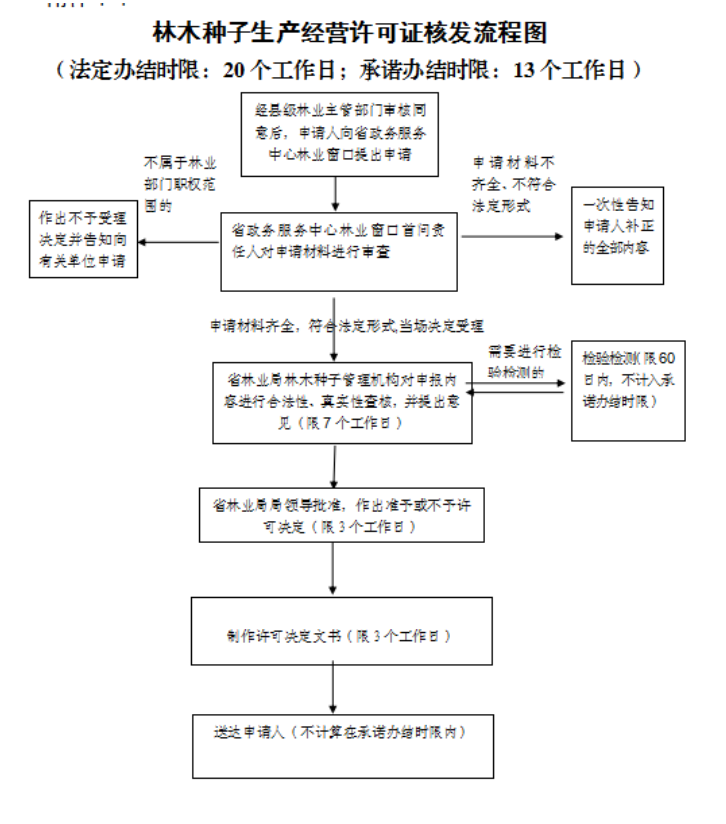 林木种子生产经营许可证核发流程图
（法定办结时限：20 个工作日；承诺办结时限：13 个工作日）
经县级林业主管部门审核同
意后，申请人向省政务服务
中心林业窗口提出申请
不属于林业
部门职权范
围的
申请材料不
齐全、不符合
法定形式
作出不予受理
决定并告知向
有关单位申请
省政务服务中心林业窗口首问责
任人对申请材料进行审查
一次性告知
申请人补正
的全部内容
申请材料齐全，符合法定形式,当场决定受理
需要进行检
验检测的
省林业局林木种子管理机构对申报内
容进行合法性、真实性查核，并提出意
见（限 7 个工作日）
检验检测（限 60
日内，不计入承
诺办结时限）
省林业局局领导批准，作出准予或不予许
可决定（限 3 个工作日）
制作许可决定文书（限 3 个工作日）
送达申请人（不计算在承诺办结时限内）